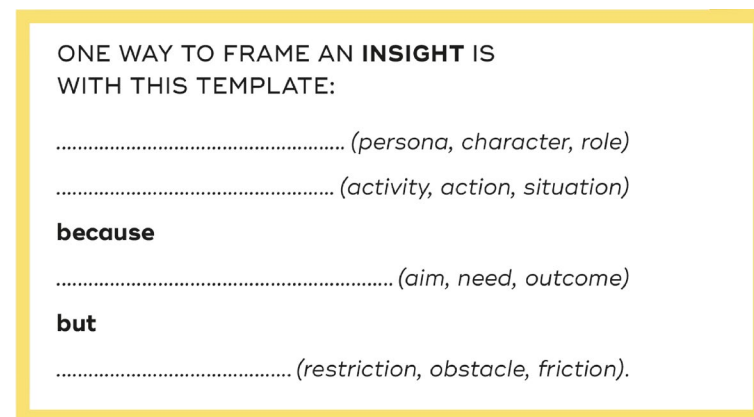 ONE WAY TO FRAME AN INSIGHT IS
WITH THIS TEMPLATE:
...................................................... (persona, character, role)
.................................................... (activity, action, situation)
because
............................................................... (aim, need, outcome)
but
............................................ (restriction, obstacle, friction).